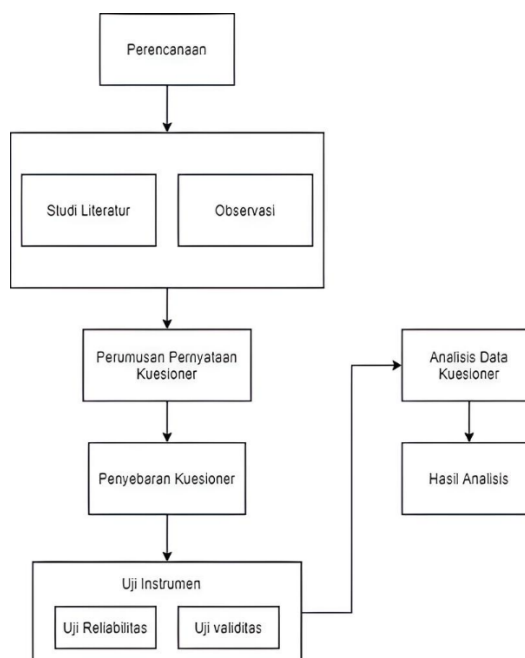 Perencanaan
Studi Literatur
Observasi
Perumusan Pernyataan
Kuesioner
Penyebaran Kuesioner
Uji Instrumen
Uji Reliabilitas
Uji validitas
Analisis Data
Kuesioner
Hasil Analisis